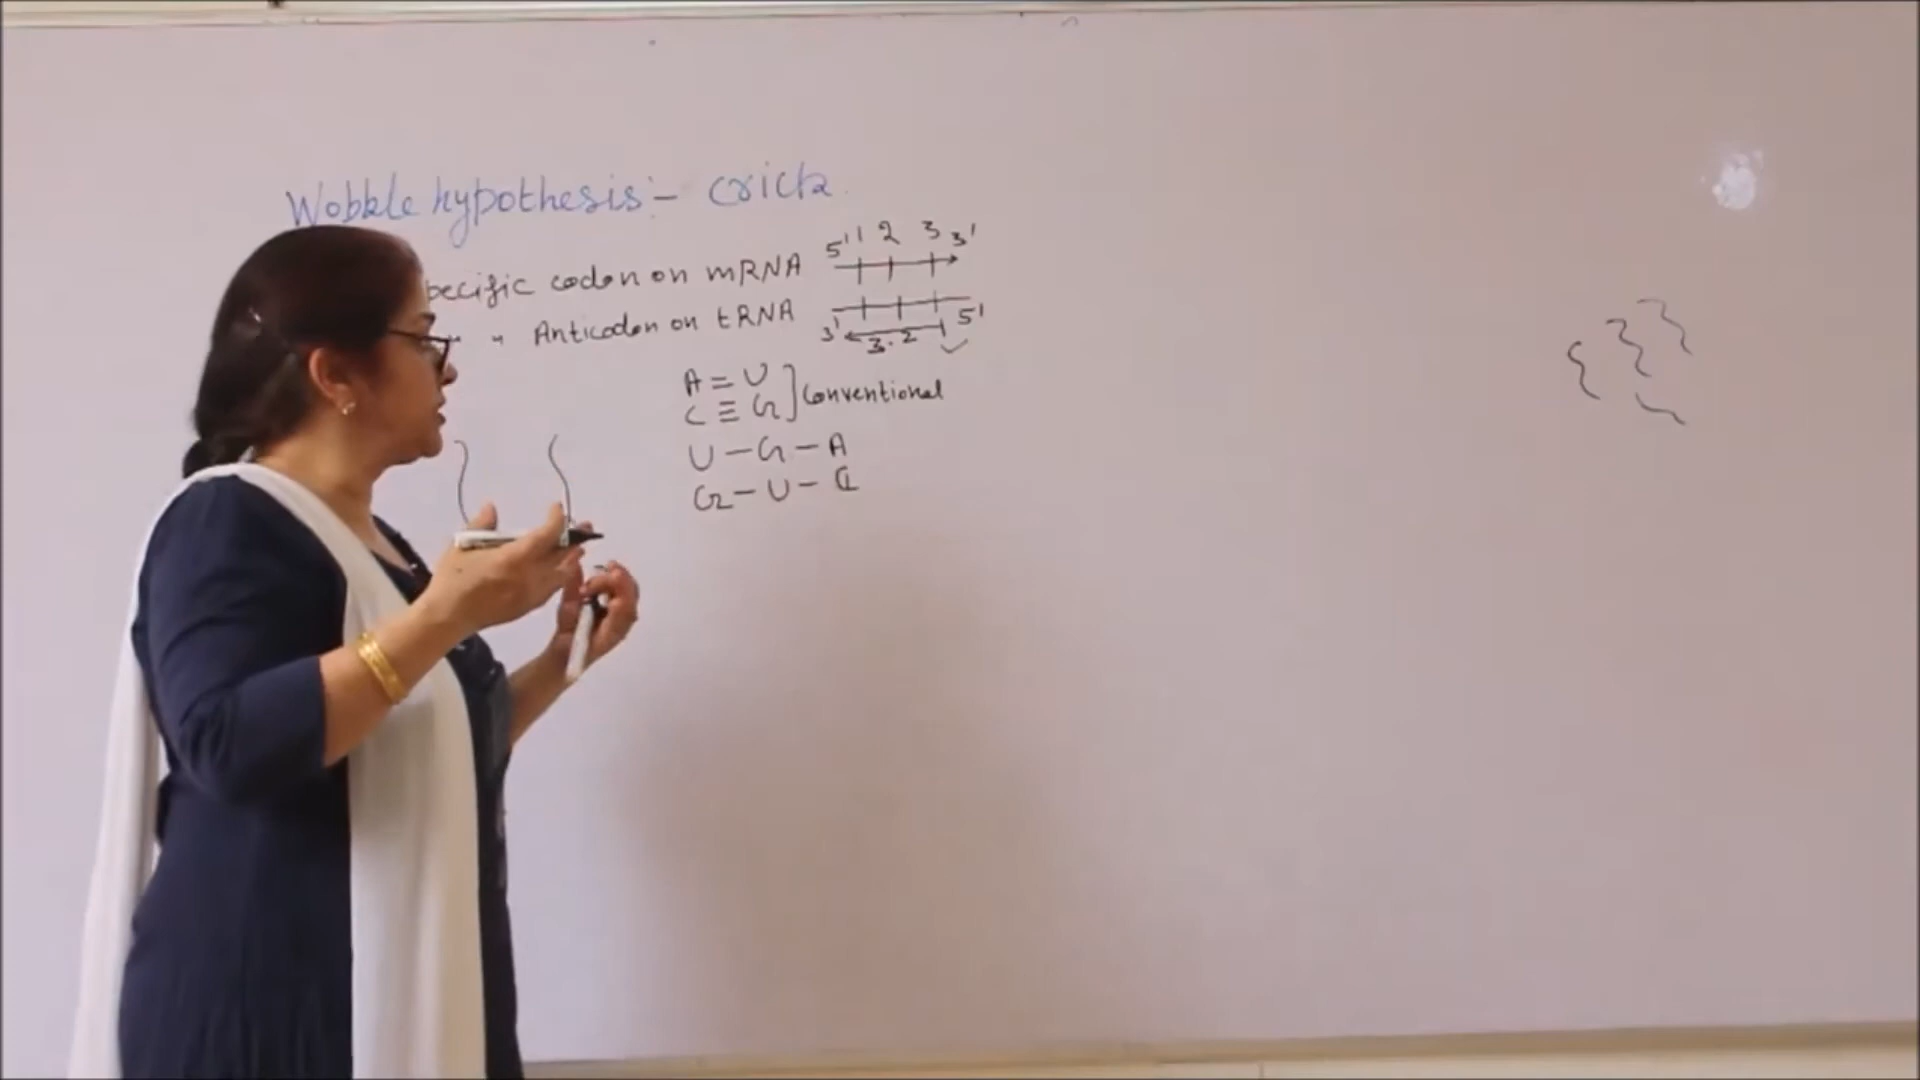 Wobble hypothesis :- Crick
pecific codon on mRNA 5' 1 2 3 3'
" Anticodon on tRNA 3' 3. 2 5'
A = U
C ≡ G ] Conventional
U - G - A
G - U - C